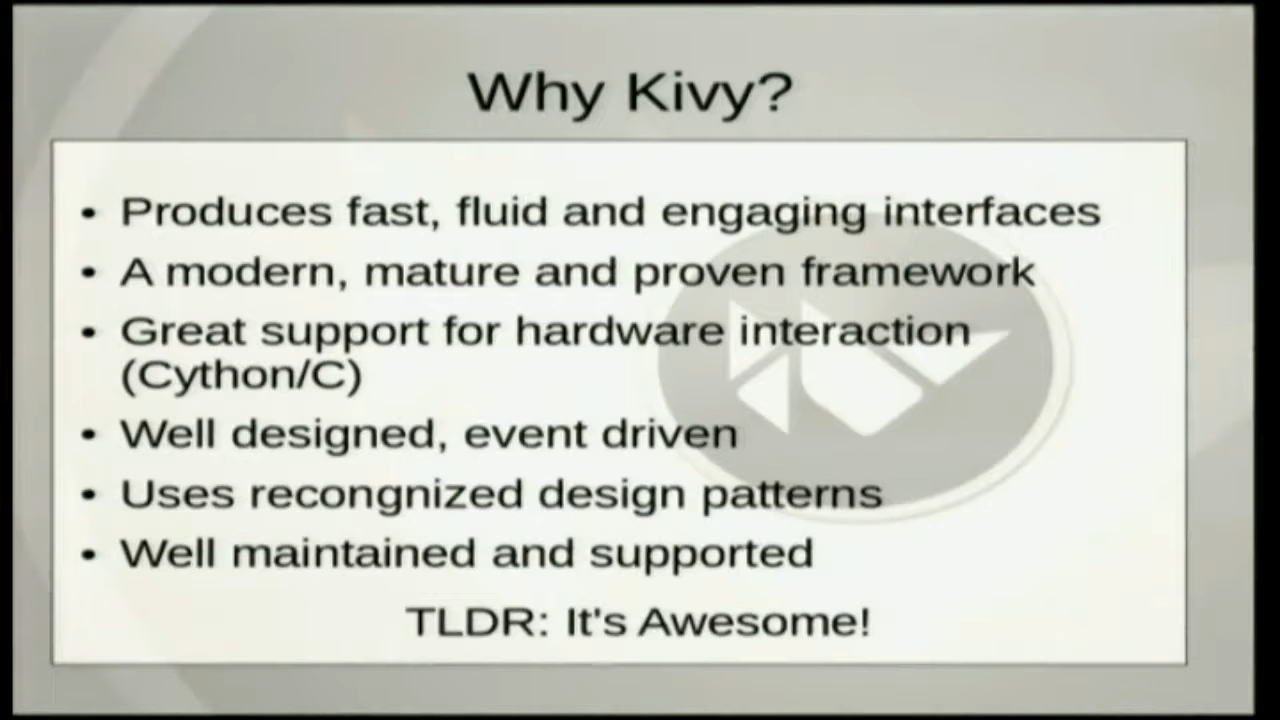 Why Kivy?
• Produces fast, fluid and engaging interfaces
• A modern, mature and proven framework
• Great support for hardware interaction
(Cython/C)
• Well designed, event driven
• Uses recongnized design patterns
• Well maintained and supported
TLDR: It's Awesome!